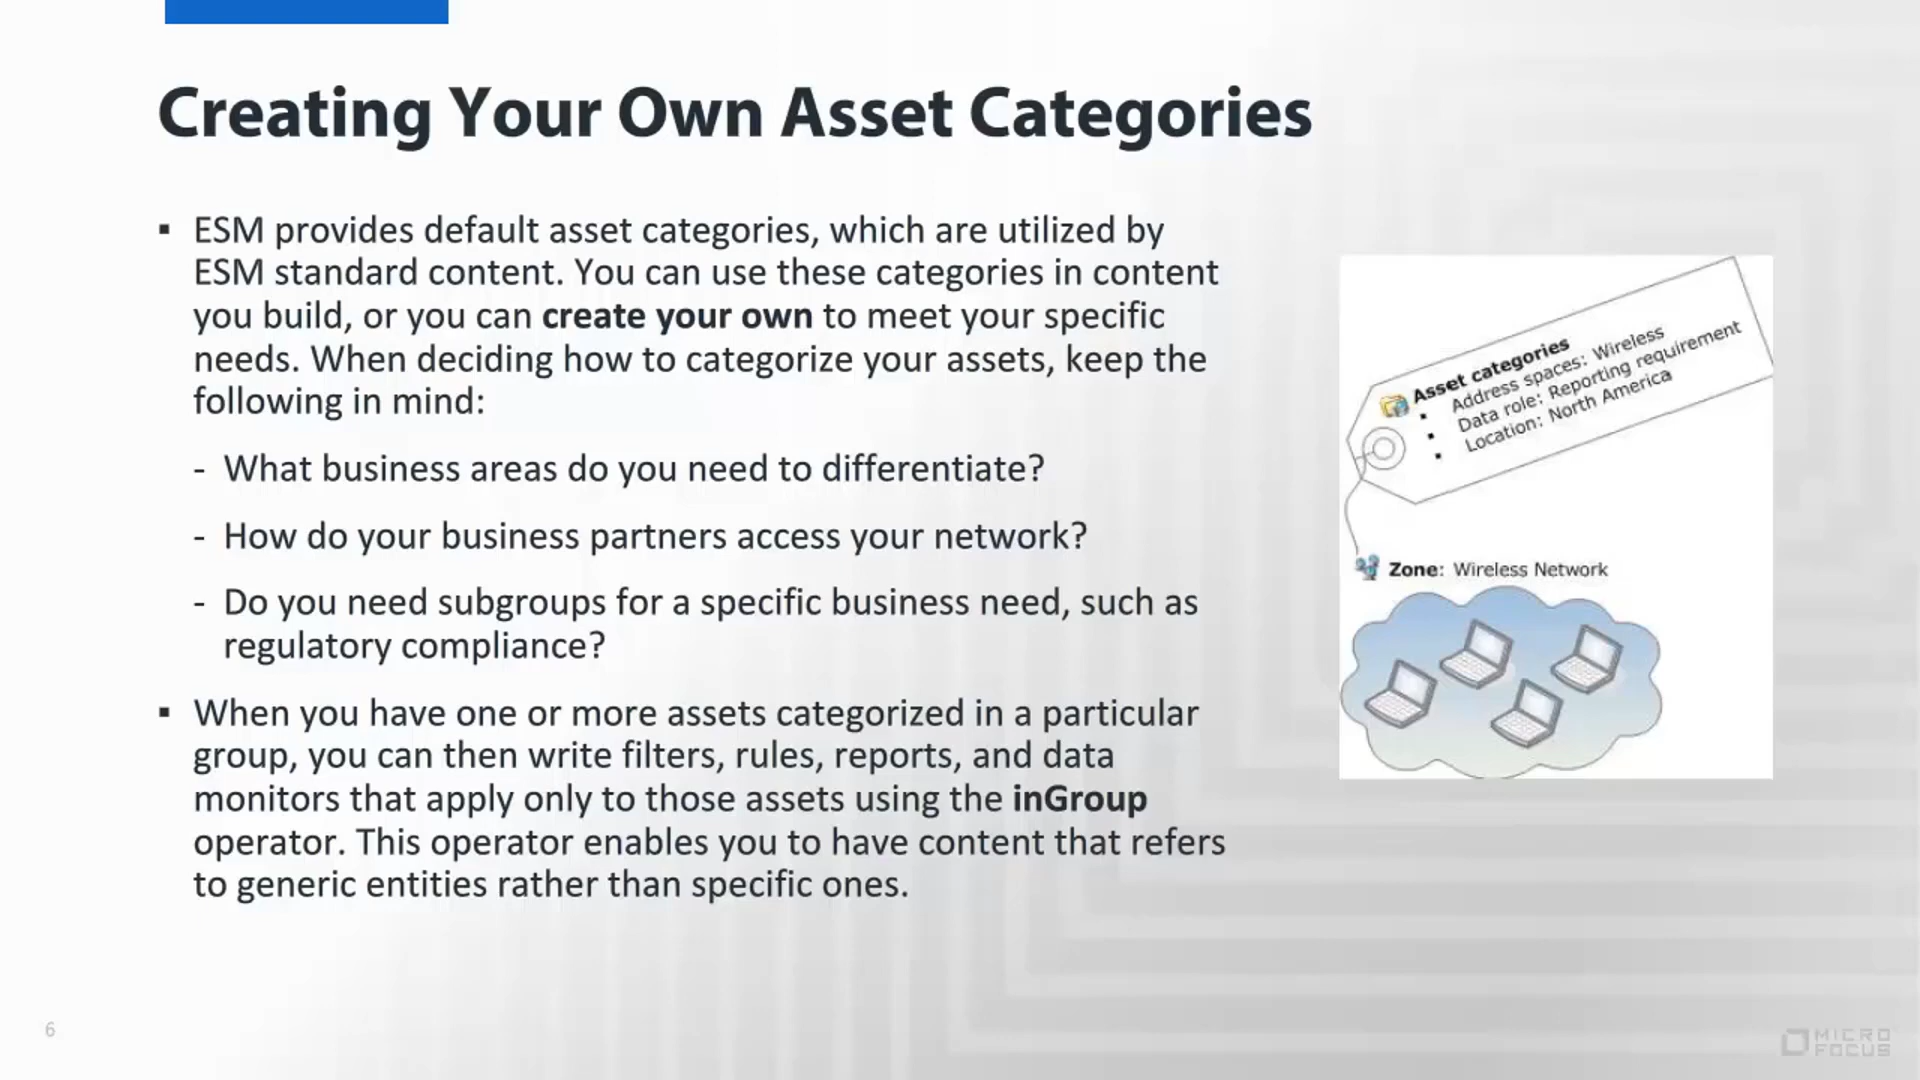 Creating Your Own Asset Categories
▪ ESM provides default asset categories, which are utilized by
ESM standard content. You can use these categories in content
you build, or you can create your own to meet your specific
needs. When deciding how to categorize your assets, keep the
following in mind:
- What business areas do you need to differentiate?
- How do your business partners access your network?
- Do you need subgroups for a specific business need, such as
regulatory compliance?
▪ When you have one or more assets categorized in a particular
group, you can then write filters, rules, reports, and data
monitors that apply only to those assets using the inGroup
operator. This operator enables you to have content that refers
to generic entities rather than specific ones.
Asset categories
▪ Address spaces: Wireless
▪ Data role: Reporting requirement
▪ Location: North America
Zone: Wireless Network
6
MICRO
FOCUS